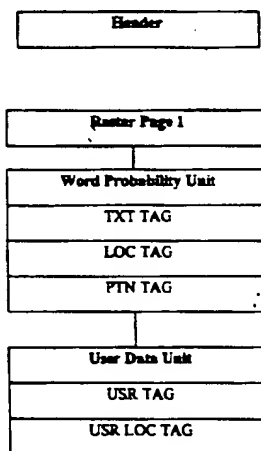 Header
Raster Page 1
Word Probability Unit
TXT TAG
LOC TAG
PTN TAG
User Data Unit
USR TAG
USR LOC TAG